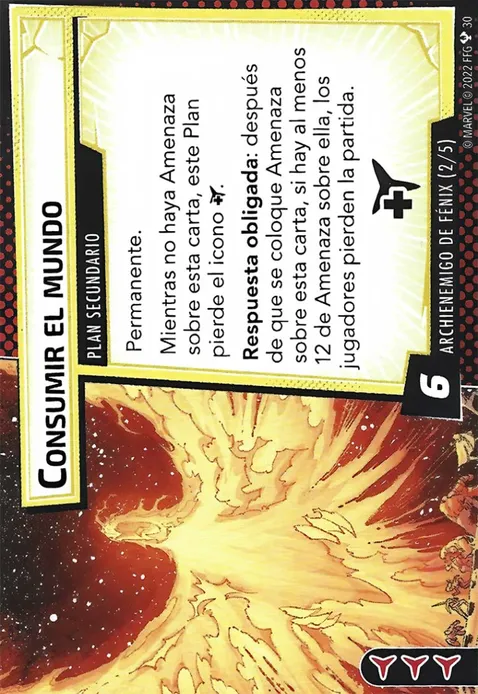 CONSUMIR EL MUNDO
PLAN SECUNDARIO
Permanente.
Mientras no haya Amenaza
sobre esta carta, este Plan
pierde el icono .
Respuesta obligada: después
de que se coloque Amenaza
sobre esta carta, si hay al menos
12 de Amenaza sobre ella, los
jugadores pierden la partida.
6
ARCHIENEMIGO DE FÉNIX (2/5)
© MARVEL © 2022 FFG 30